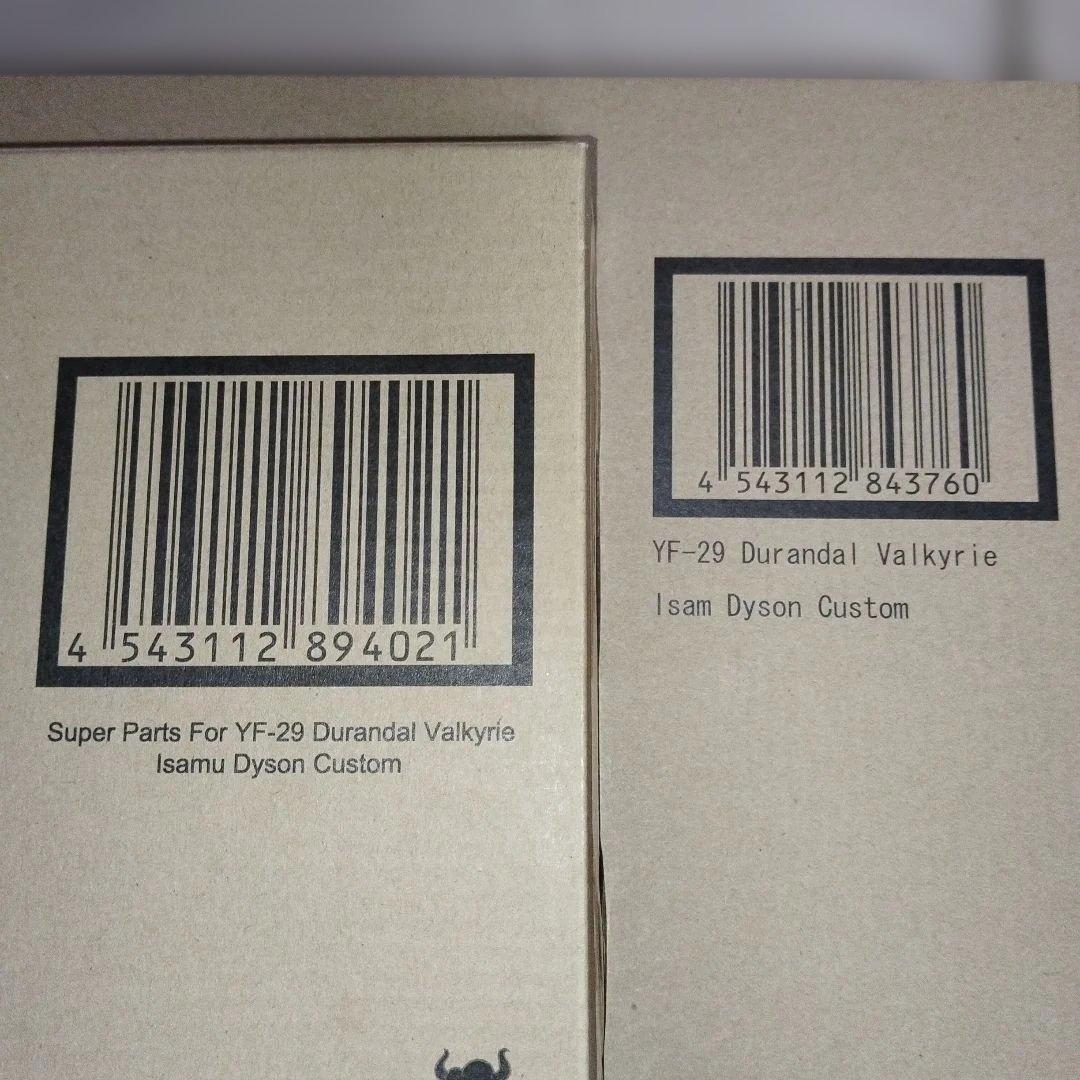 4 543112 894021
Super Parts For YF-29 Durandal Valkyrie
Isamu Dyson Custom
4 543112 843760
YF-29 Durandal Valkyrie
Isam Dyson Custom